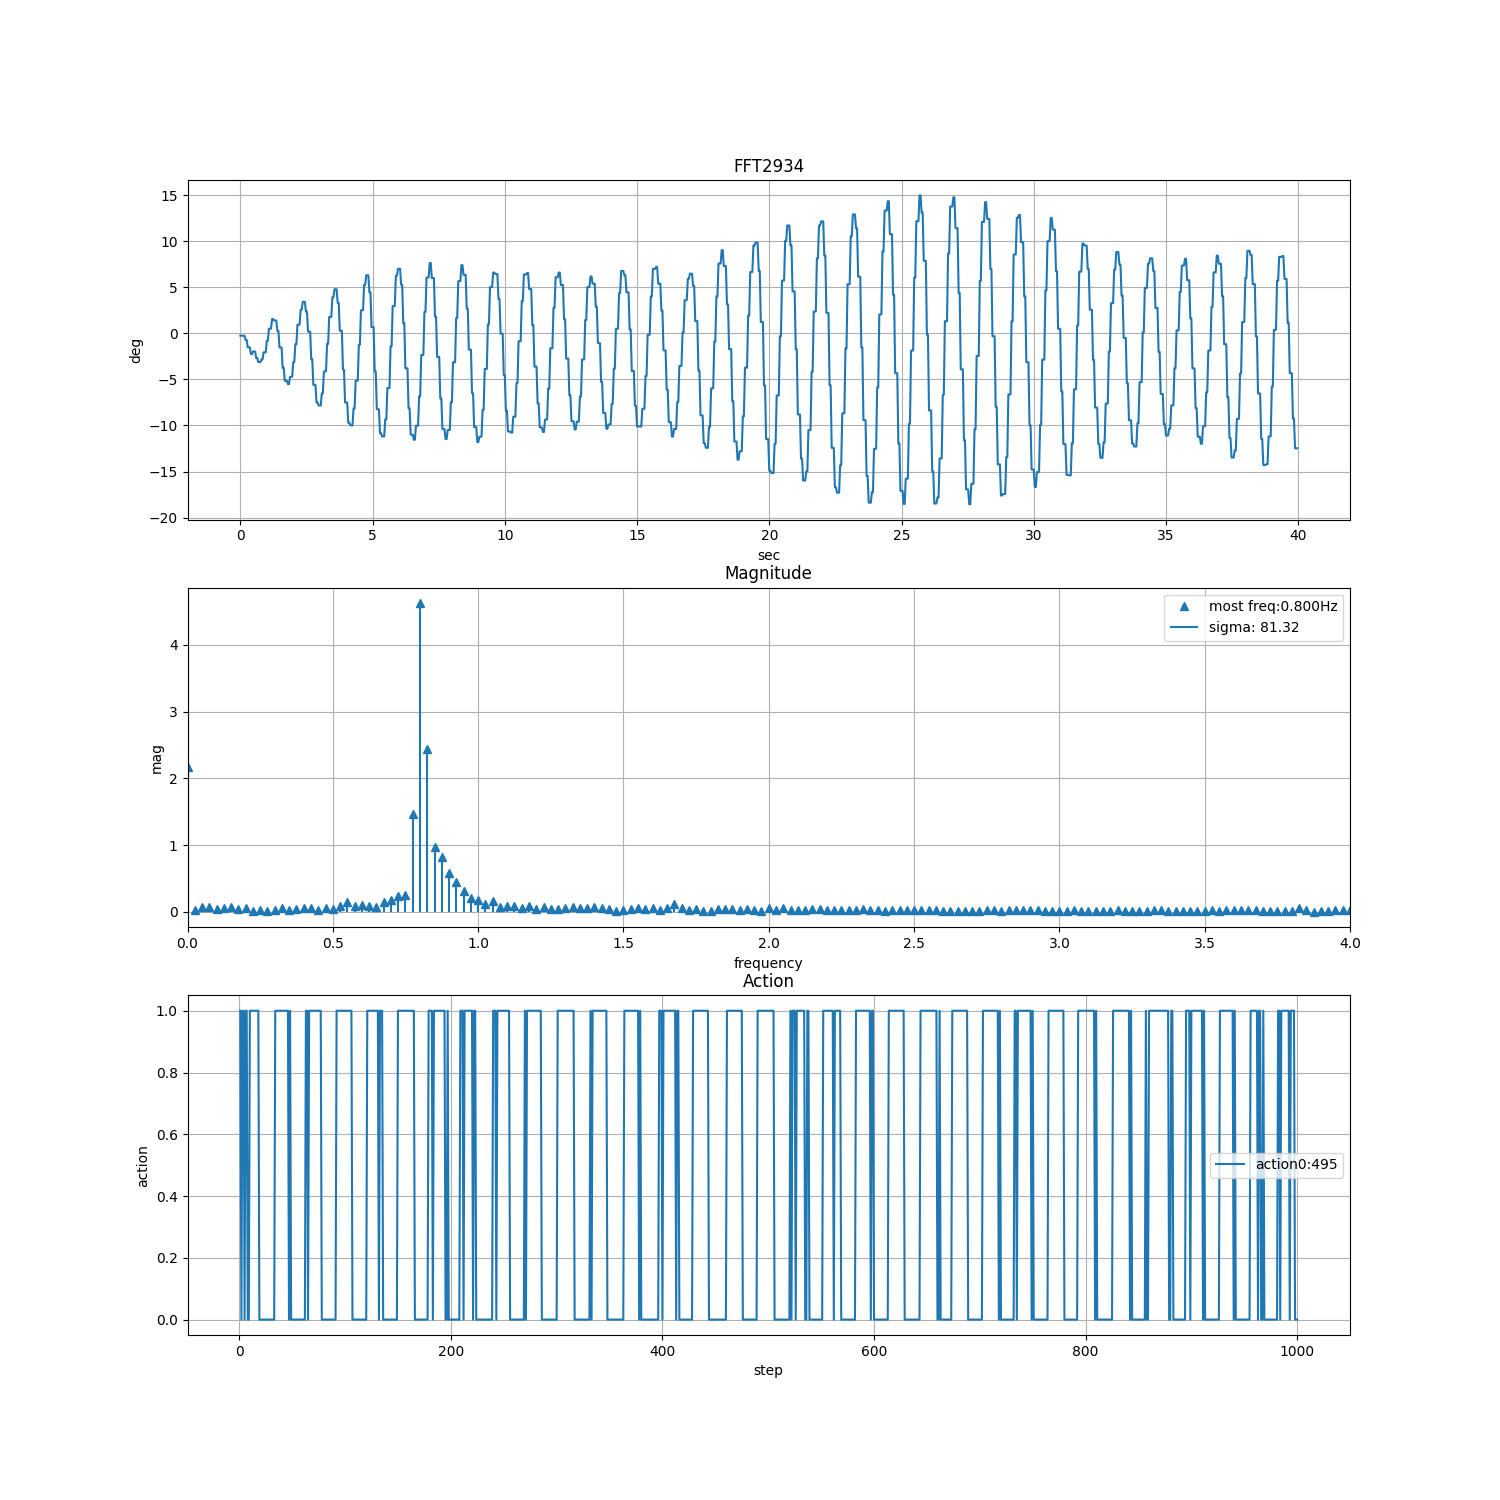 FFT2934
15
10
5
0
−5
−10
−15
−20
deg
0 5 10 15 20 25 30 35 40
sec
Magnitude
most freq:0.800Hz
sigma: 81.32
4
3
2
1
0
mag
0.0 0.5 1.0 1.5 2.0 2.5 3.0 3.5 4.0
frequency
Action
1.0
0.8
0.6
0.4
0.2
0.0
action
action0:495
0 200 400 600 800 1000
step